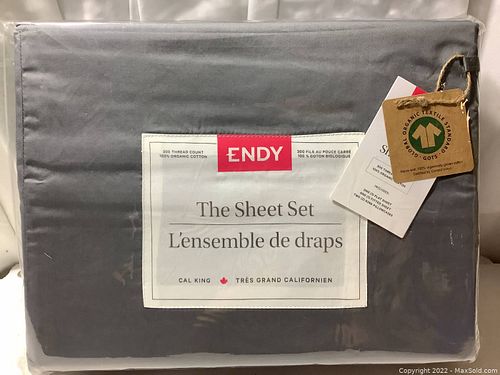 300 THREAD COUNT
100% ORGANIC COTTON
ENDY
300 FILS AU POUCE CARRÉ
100 % COTON BIOLOGIQUE
The Sheet Set
L'ensemble de draps
CAL KING
TRÈS GRAND CALIFORNIEN
GLOBAL ORGANIC TEXTILE STANDARD
GOTS
Copyright 2022 - MaxSold.com